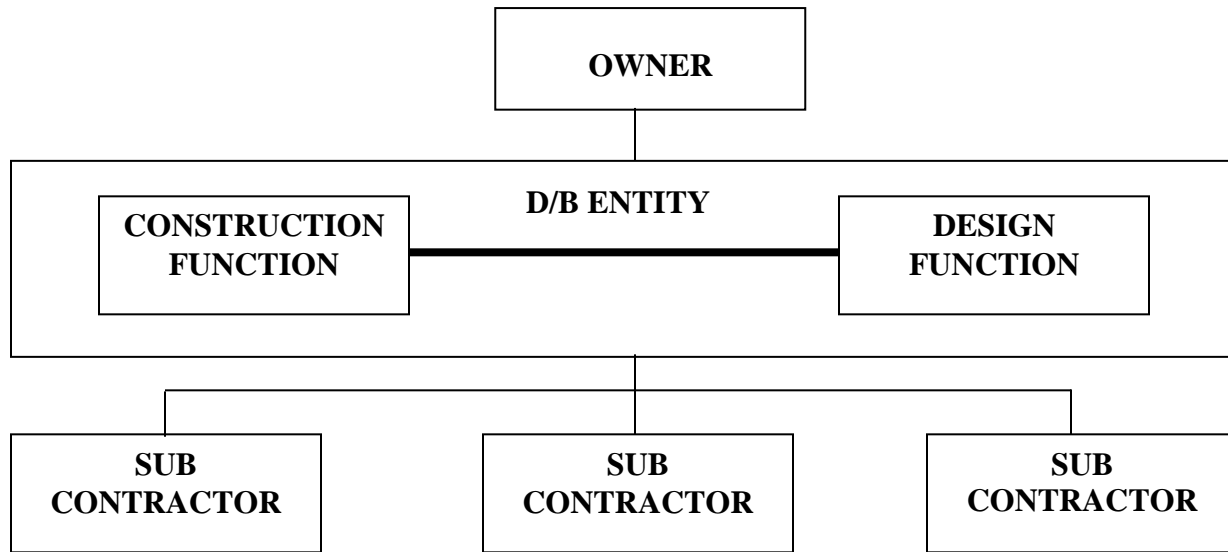 OWNER
D/B ENTITY
CONSTRUCTION
FUNCTION
DESIGN
FUNCTION
SUB
CONTRACTOR
SUB
CONTRACTOR
SUB
CONTRACTOR